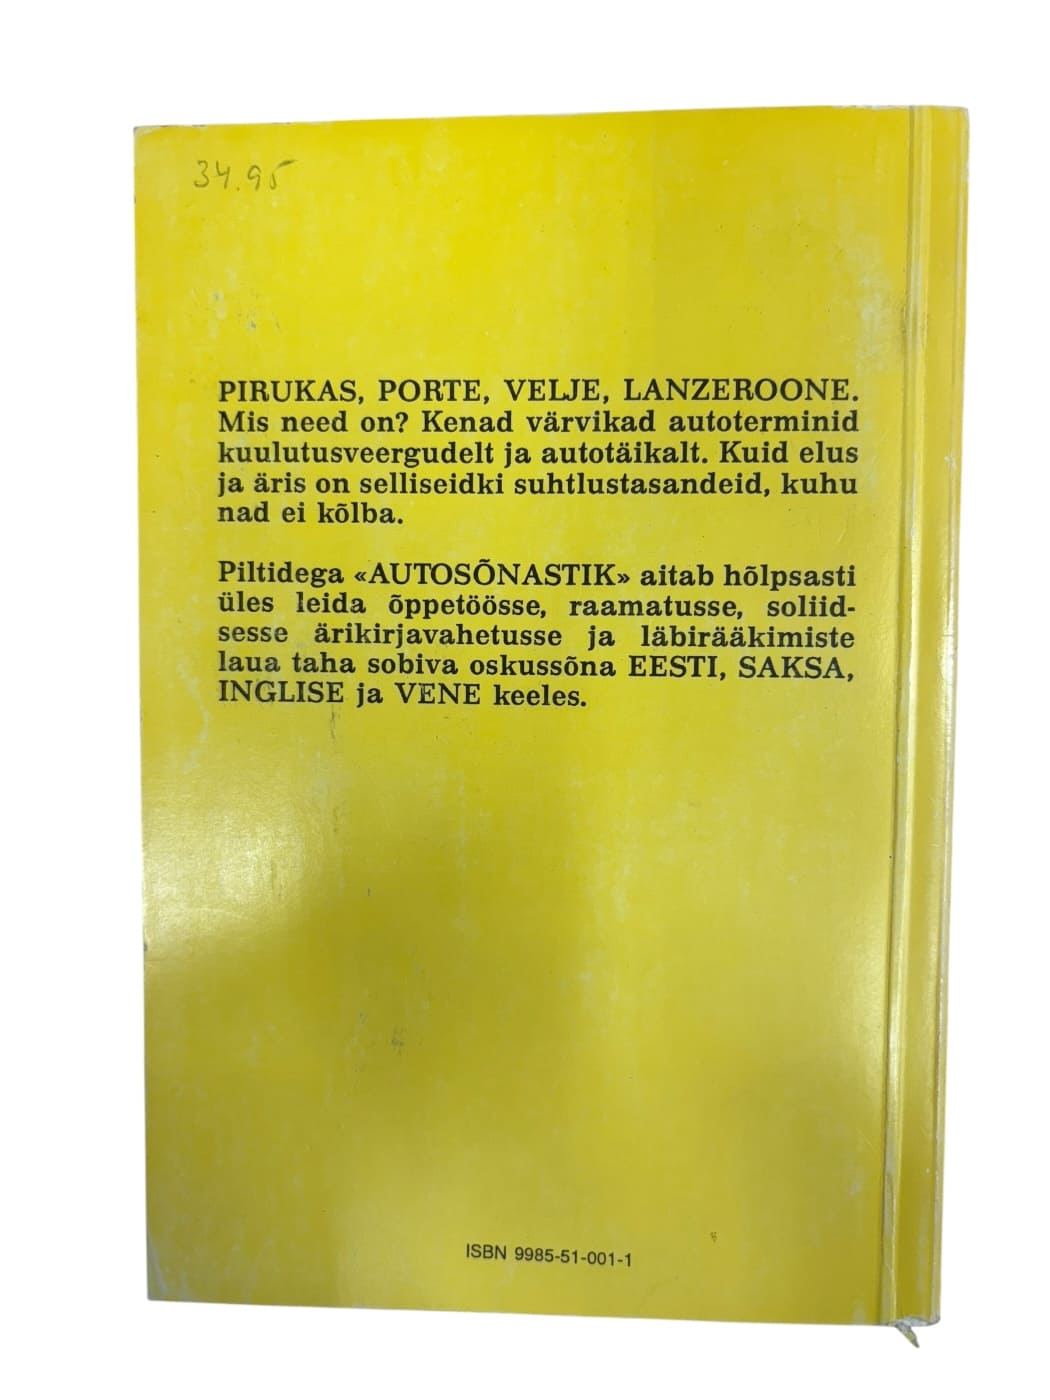 34.95
PIRUKAS, PORTE, VELJE, LANZEROONE.
Mis need on? Kenad värvikad autoterminid
kuulutusveergudelt ja autotäikalt. Kuid elus
ja äris on selliseidki suhtlustasandeid, kuhu
nad ei kõlba.
Piltidega «AUTOSÕNASTIK» aitab hõlpsasti
üles leida õppetöösse, raamatusse, soliid-
sesse ärikirjavahetusse ja läbirääkimiste
laua taha sobiva oskussõna EESTI, SAKSA,
INGLISE ja VENE keeles.
ISBN 9985-51-001-1